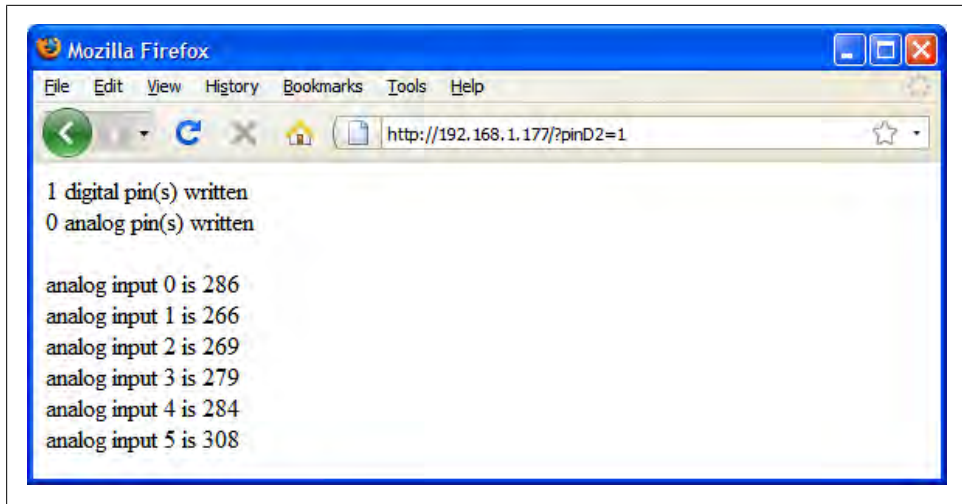 Mozilla Firefox
File Edit View History Bookmarks Tools Help
http://192.168.1.177/?pinD2=1
1 digital pin(s) written
0 analog pin(s) written
analog input 0 is 286
analog input 1 is 266
analog input 2 is 269
analog input 3 is 279
analog input 4 is 284
analog input 5 is 308